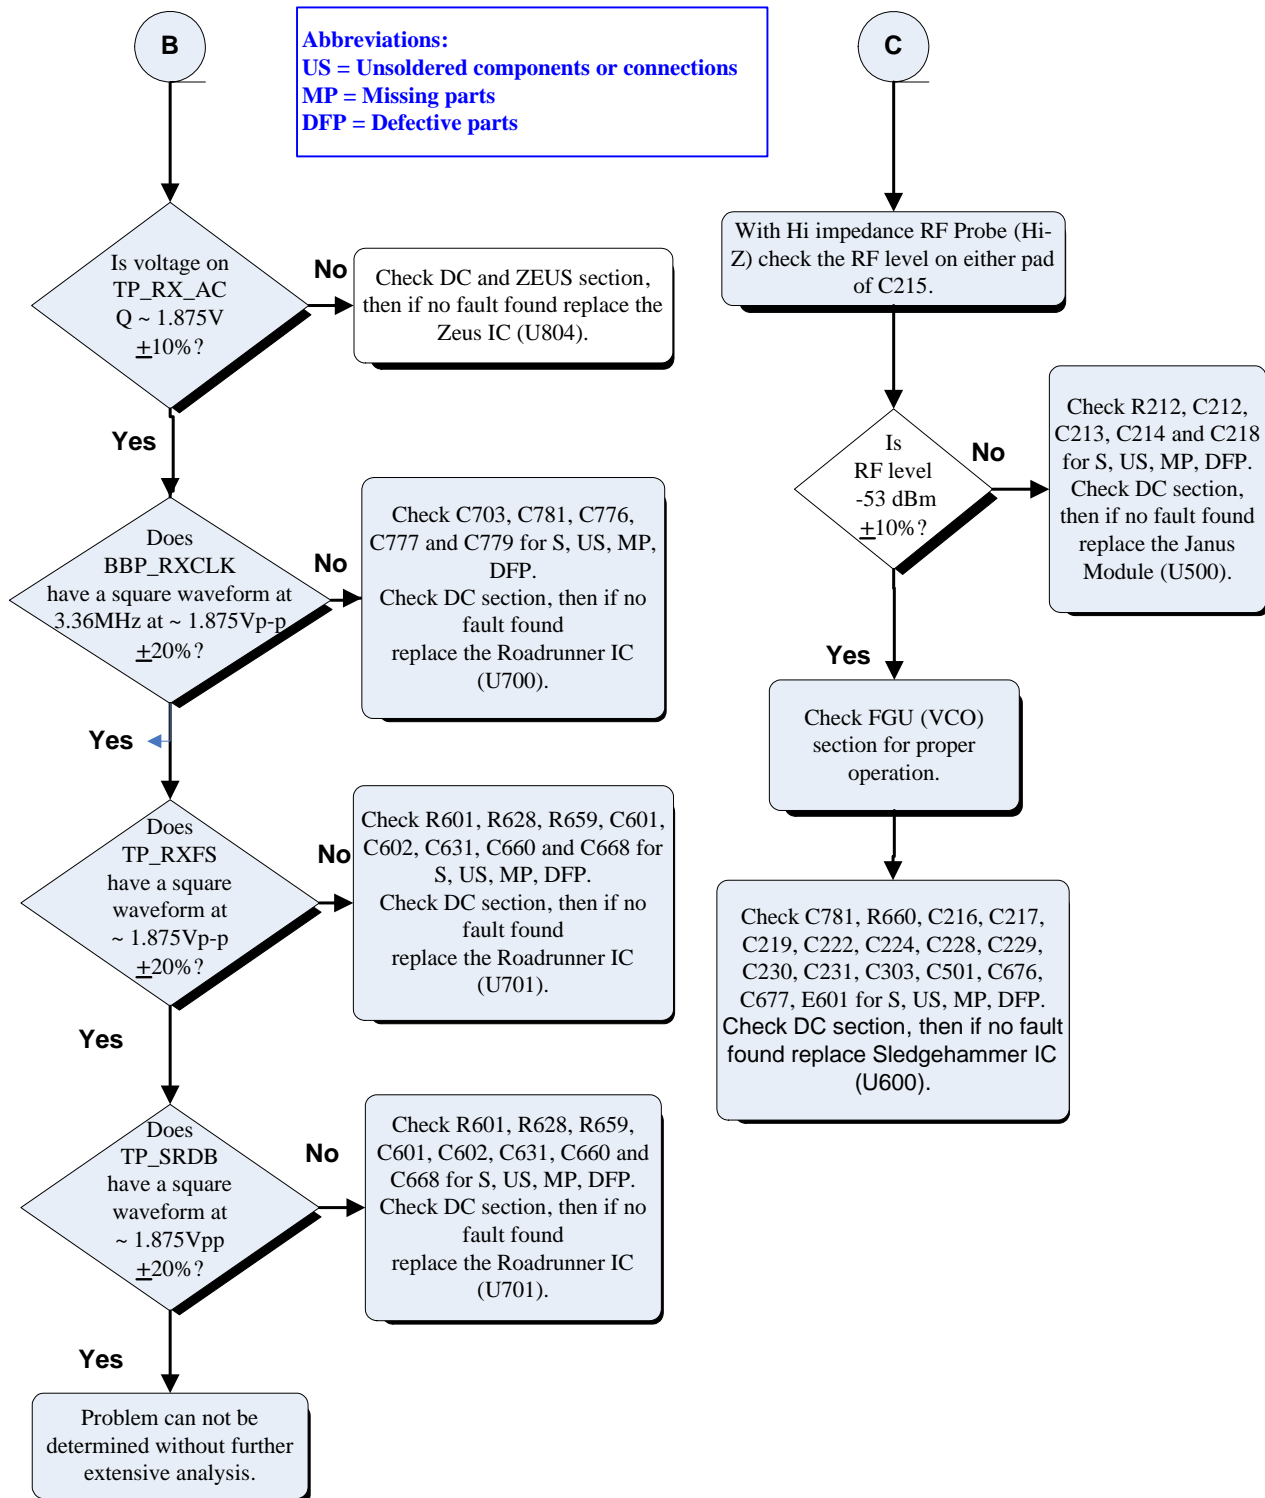 B
Abbreviations:
US = Unsoldered components or connections
MP = Missing parts
DFP = Defective parts
Is voltage on
TP_RX_AC
Q ~ 1.875V
±10%?
No
Check DC and ZEUS section,
then if no fault found replace the
Zeus IC (U804).
Yes
Does
BBP_RXCLK
have a square waveform at
3.36MHz at ~ 1.875Vp-p
±20%?
No
Check C703, C781, C776,
C777 and C779 for S, US, MP,
DFP.
Check DC section, then if no
fault found
replace the Roadrunner IC
(U700).
Yes
Does
TP_RXFS
have a square
waveform at
~ 1.875Vp-p
±20%?
No
Check R601, R628, R659, C601,
C602, C631, C660 and C668 for
S, US, MP, DFP.
Check DC section, then if no
fault found
replace the Roadrunner IC
(U701).
Yes
Does
TP_SRDB
have a square
waveform at
~ 1.875Vpp
±20%?
No
Check R601, R628, R659,
C601, C602, C631, C660 and
C668 for S, US, MP, DFP.
Check DC section, then if no
fault found
replace the Roadrunner IC
(U701).
Yes
Problem can not be
determined without further
extensive analysis.
C
With Hi impedance RF Probe (Hi-
Z) check the RF level on either pad
of C215.
Is
RF level
-53 dBm
±10%?
No
Check R212, C212,
C213, C214 and C218
for S, US, MP, DFP.
Check DC section,
then if no fault found
replace the Janus
Module (U500).
Yes
Check FGU (VCO)
section for proper
operation.
Check C781, R660, C216, C217,
C219, C222, C224, C228, C229,
C230, C231, C303, C501, C676,
C677, E601 for S, US, MP, DFP.
Check DC section, then if no fault
found replace Sledgehammer IC
(U600).